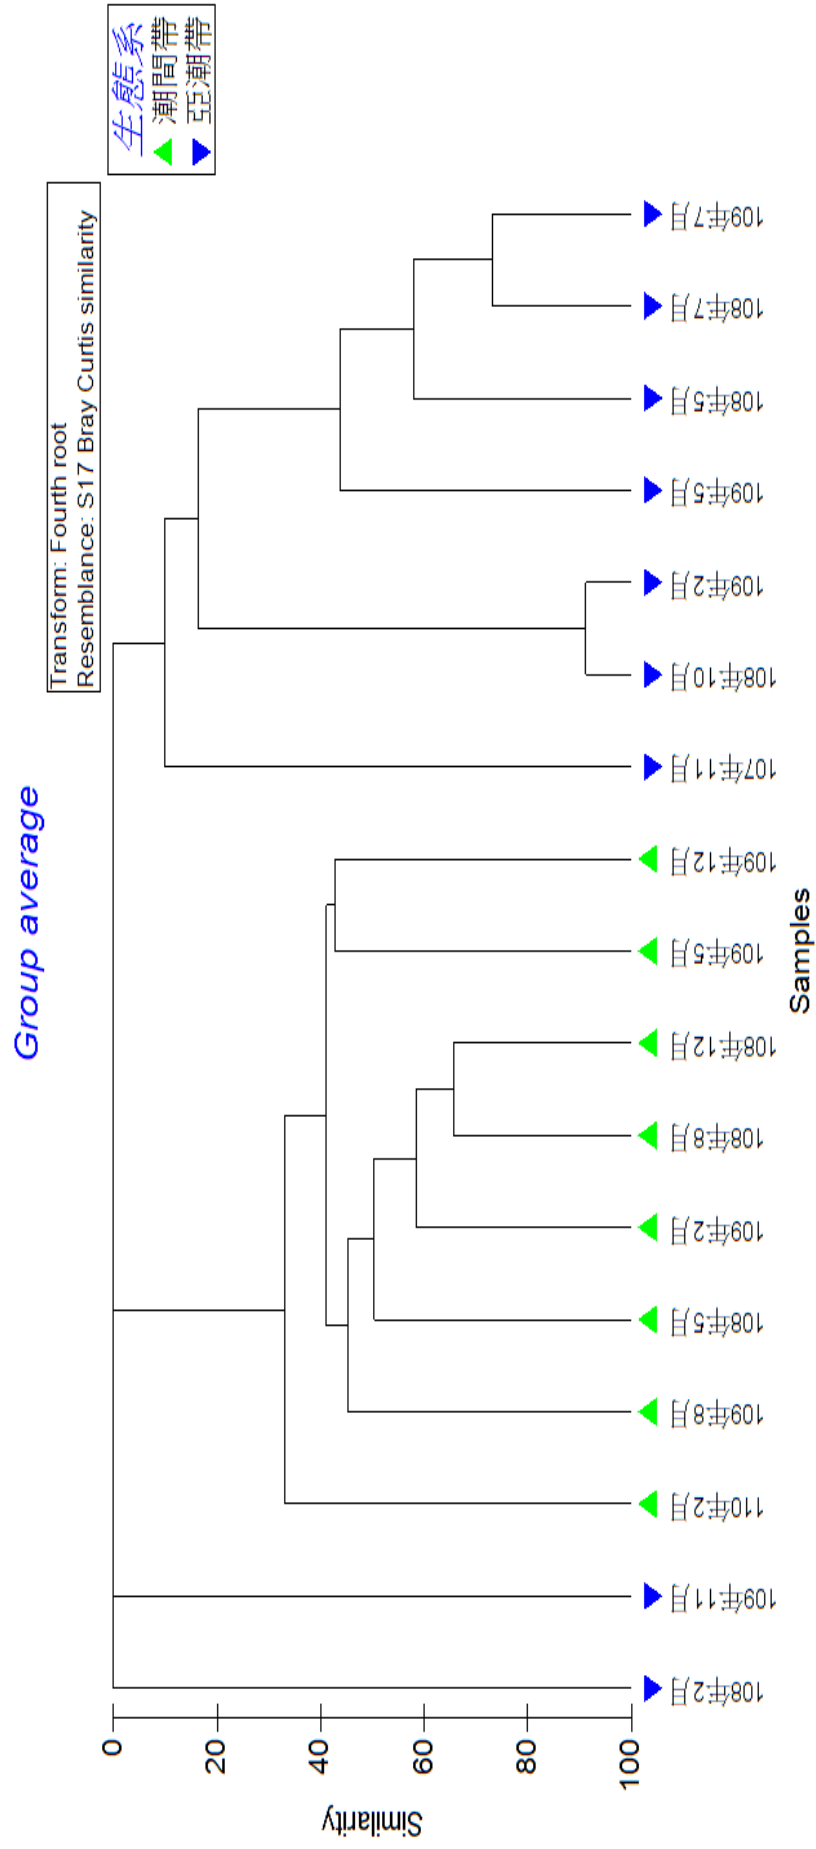 Group average
Transform: Fourth root
Resemblance: S17 Bray Curtis similarity
生態系
潮間帶
亞潮帶
Similarity
0
20
40
60
80
100
108年2月
109年11月
110年2月
109年8月
108年5月
109年2月
108年8月
108年12月
109年5月
109年12月
107年11月
108年10月
109年2月
109年5月
108年5月
108年7月
109年7月
Samples